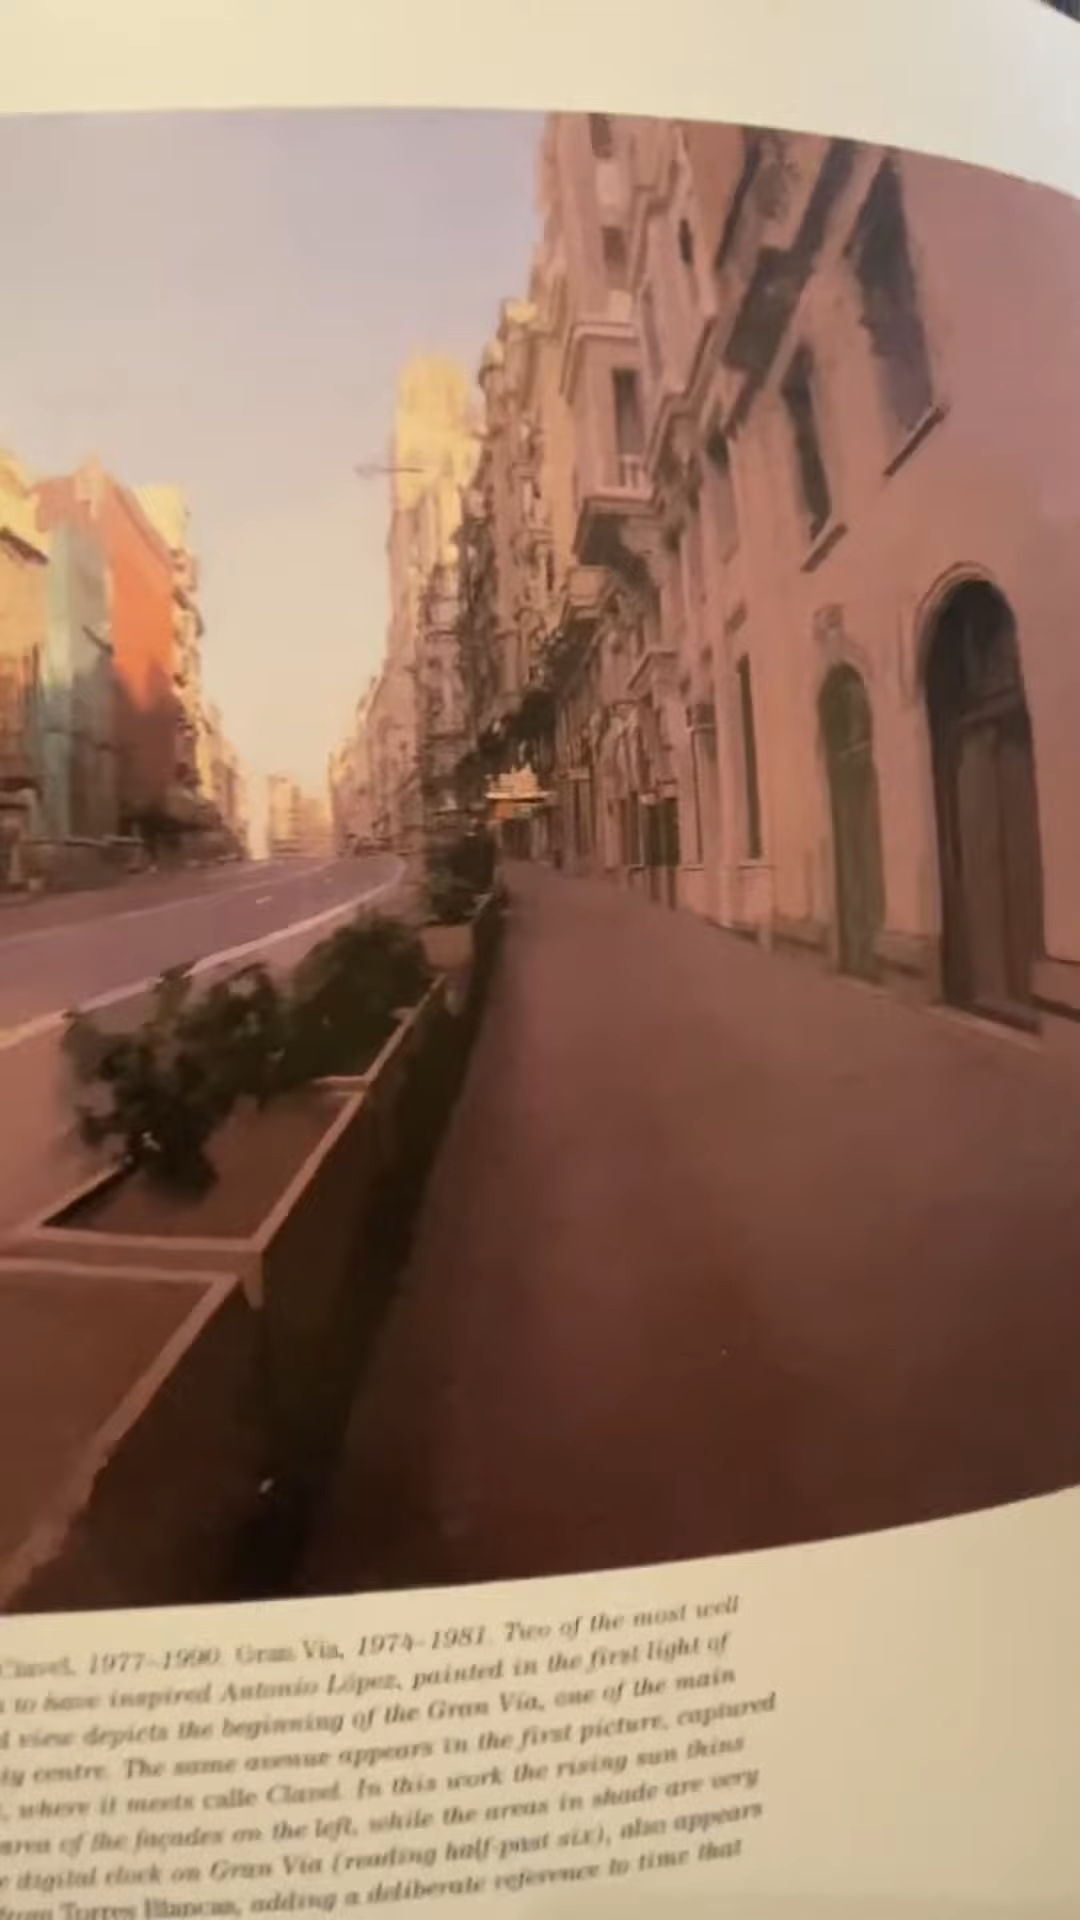 Clavel, 1977–1990. Gran Vía, 1974–1981. Two of the most well
to have inspired Antonio López, painted in the first light of
view depicts the beginning of the Gran Vía, one of the main
ty centre. The same avenue appears in the first picture, captured
, where it meets calle Clavel. In this work the rising sun thins
area of the façades on the left, while the areas in shade are very
digital clock on Gran Vía (reading half-past six), also appears
from Torres Blancas, adding a deliberate reference to time that